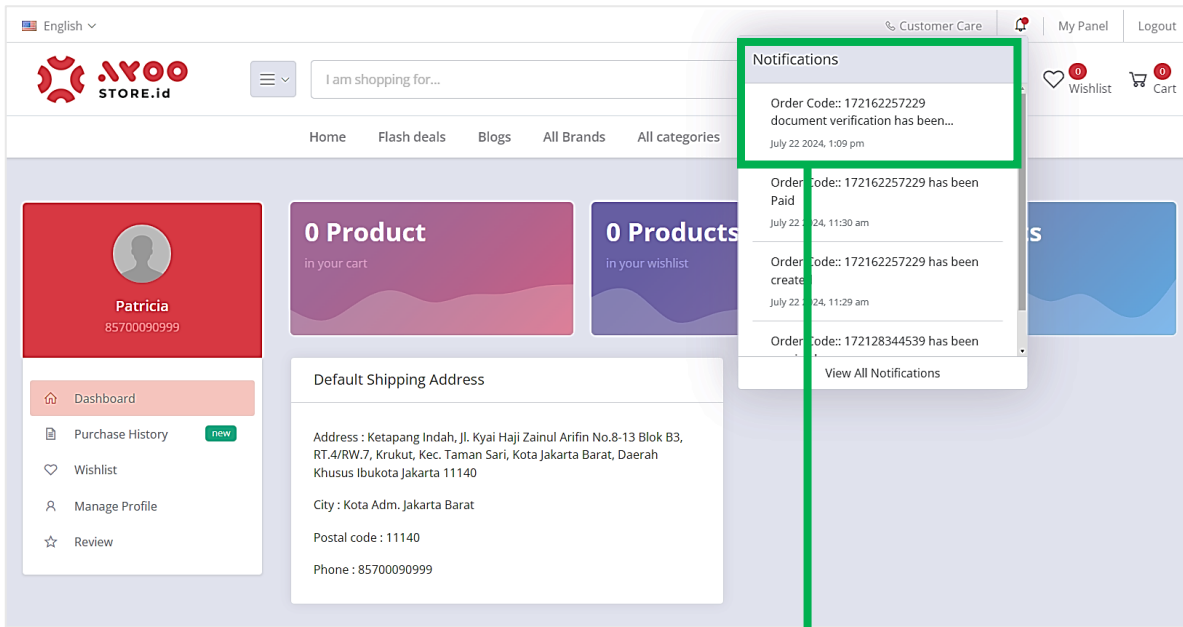 English
Customer Care
My Panel
Logout
AYOO
STORE.id
I am shopping for...
0
Wishlist
0
Cart
Home
Flash deals
Blogs
All Brands
All categories
Notifications
Order Code:: 172162257229
document verification has been...
July 22 2024, 1:09 pm
Order Code:: 172162257229 has been
Paid
July 22 2024, 11:30 am
Order Code:: 172162257229 has been
created
July 22 2024, 11:29 am
Order Code:: 172128344539 has been
View All Notifications
Patricia
85700090999
Dashboard
Purchase History
new
Wishlist
Manage Profile
Review
0 Product
in your cart
0 Products
in your wishlist
s
Default Shipping Address
Address : Ketapang Indah, Jl. Kyai Haji Zainul Arifin No.8-13 Blok B3,
RT.4/RW.7, Krukut, Kec. Taman Sari, Kota Jakarta Barat, Daerah
Khusus Ibukota Jakarta 11140
City : Kota Adm. Jakarta Barat
Postal code : 11140
Phone : 85700090999